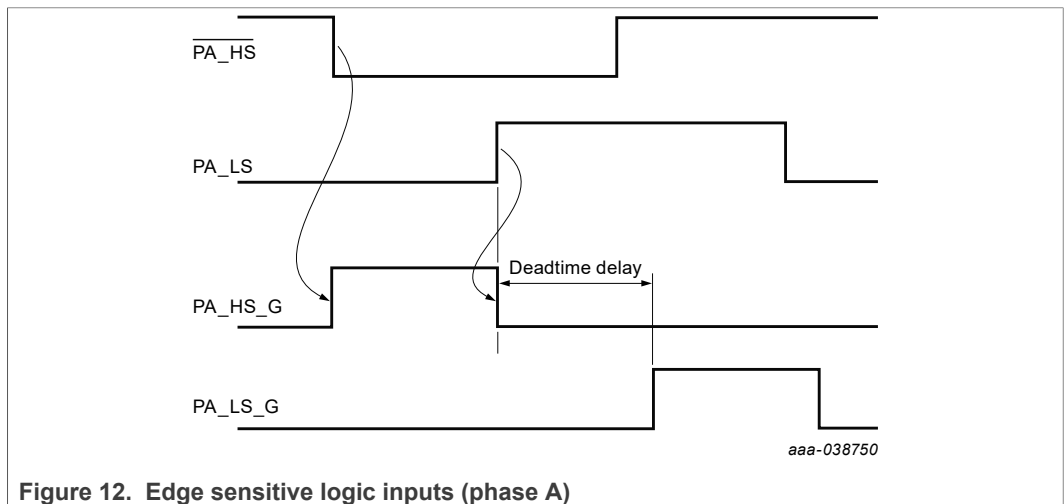 PA_HS
PA_LS
Deadtime delay
PA_HS_G
PA_LS_G
aaa-038750
Figure 12. Edge sensitive logic inputs (phase A)